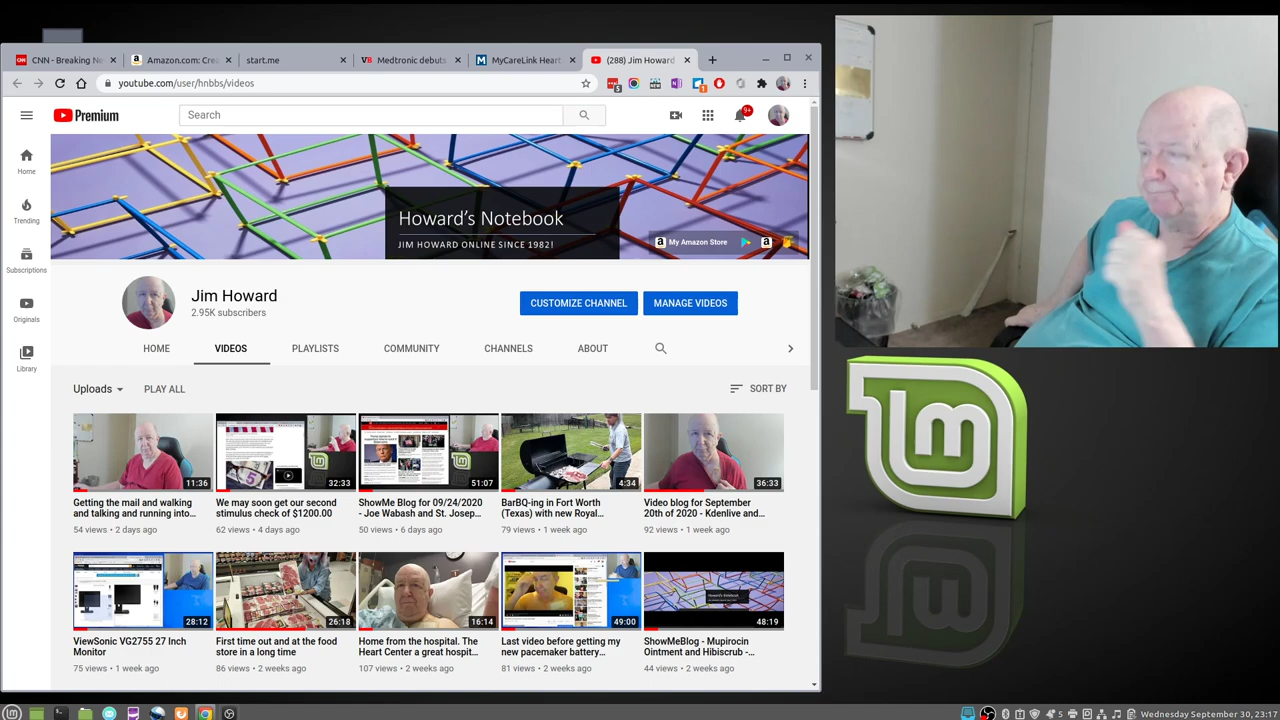 CNN - Breaking Ne
Amazon.com: Crea
start.me
VB Medtronic debuts
MyCareLink Heart
(288) Jim Howard
youtube.com/user/hnbbs/videos
Premium
Search
9+
Home
Trending
Subscriptions
Originals
Library
Howard's Notebook
JIM HOWARD ONLINE SINCE 1982!
My Amazon Store
Jim Howard
2.95K subscribers
CUSTOMIZE CHANNEL
MANAGE VIDEOS
HOME VIDEOS PLAYLISTS COMMUNITY CHANNELS ABOUT
Uploads PLAY ALL SORT BY
11:36
Getting the mail and walking
and talking and running into...
54 views • 2 days ago
32:33
We may soon get our second
stimulus check of $1200.00
62 views • 4 days ago
51:07
ShowMe Blog for 09/24/2020
- Joe Wabash and St. Josep...
50 views • 6 days ago
4:34
BarBQ-ing in Fort Worth
(Texas) with new Royal...
79 views • 1 week ago
36:33
Video blog for September
20th of 2020 - Kdenlive and...
92 views • 1 week ago
28:12
ViewSonic VG2755 27 Inch
Monitor
75 views • 1 week ago
26:18
First time out and at the food
store in a long time
86 views • 2 weeks ago
16:14
Home from the hospital. The
Heart Center a great hospit...
107 views • 2 weeks ago
49:00
Last video before getting my
new pacemaker battery...
81 views • 2 weeks ago
48:19
ShowMeBlog - Mupirocin
Ointment and Hibiscrub -...
44 views • 2 weeks ago
5
Wednesday September 30, 23:17